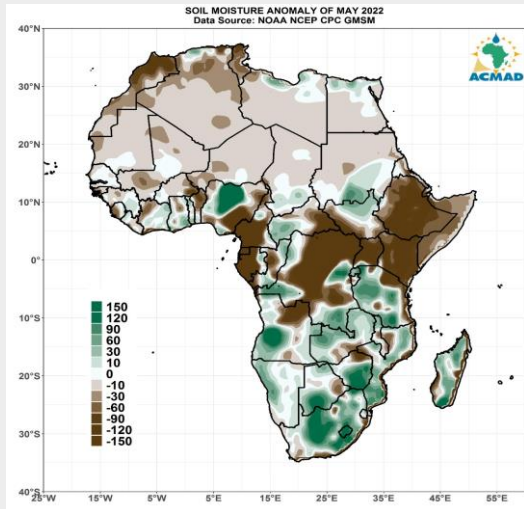 SOIL MOISTURE ANOMALY OF MAY 2022
Data Source: NOAA NCEP CPC GMSM
ACMAD
40°N
30°N
20°N
10°N
0°
10°S
20°S
30°S
40°S
150
120
90
60
30
10
0
-10
-30
-60
-90
-120
-150
25°W 15°W 5°W 5°E 15°E 25°E 35°E 45°E 55°E